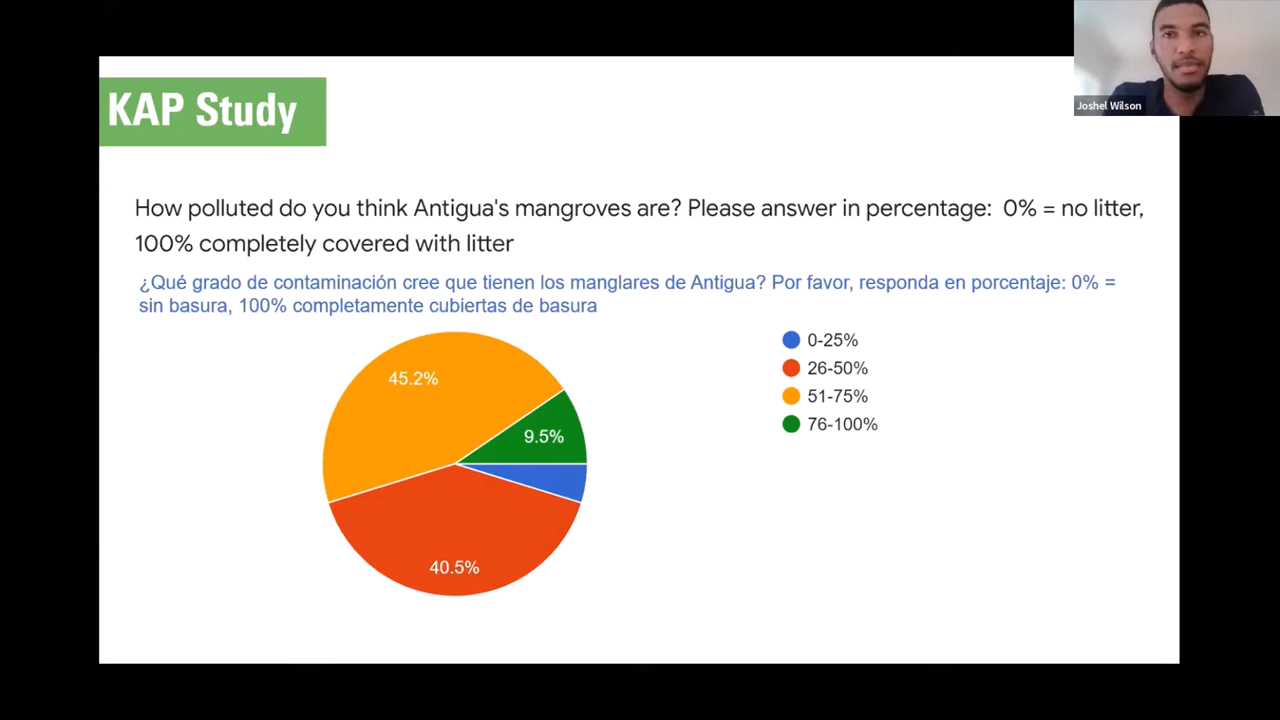 KAP Study
Joshel Wilson
How polluted do you think Antigua's mangroves are? Please answer in percentage: 0% = no litter,
100% completely covered with litter
¿Qué grado de contaminación cree que tienen los manglares de Antigua? Por favor, responda en porcentaje: 0% =
sin basura, 100% completamente cubiertas de basura
45.2%
9.5%
40.5%
0-25%
26-50%
51-75%
76-100%